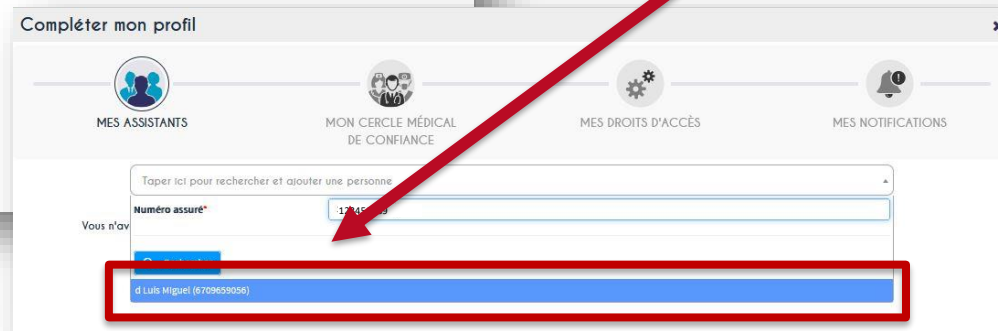 Compléter mon profil
MES ASSISTANTS
MON CERCLE MÉDICAL
DE CONFIANCE
MES DROITS D'ACCÈS
MES NOTIFICATIONS
Taper ici pour rechercher et ajouter une personne
Numéro assuré*
Vous n'av
d Luis Miguel (6709659056)